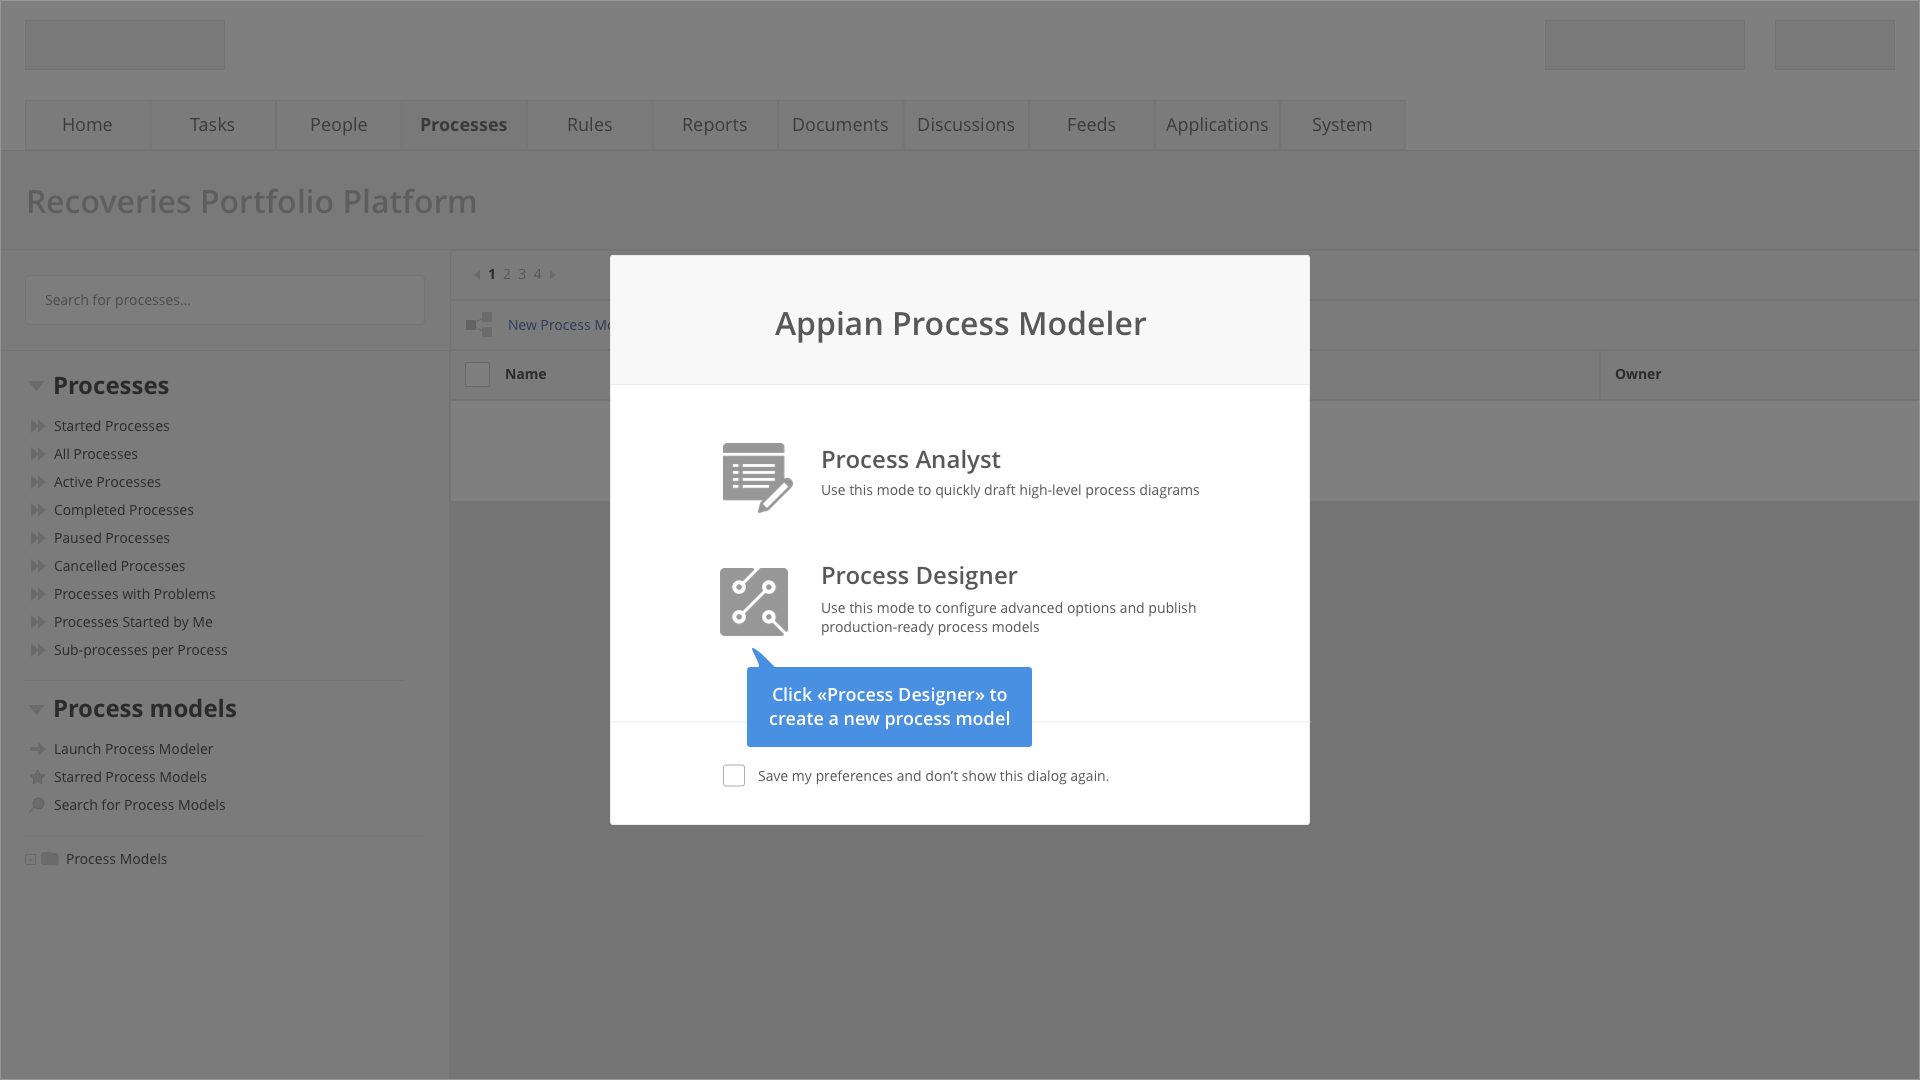 Home
Tasks
People
Processes
Rules
Reports
Documents
Discussions
Feeds
Applications
System
Recoveries Portfolio Platform
Search for processes...
1 2 3 4
New Process Mo
Name
Owner
Processes
Started Processes
All Processes
Active Processes
Completed Processes
Paused Processes
Cancelled Processes
Processes with Problems
Processes Started by Me
Sub-processes per Process
Process models
Launch Process Modeler
Starred Process Models
Search for Process Models
Process Models
Appian Process Modeler
Process Analyst
Use this mode to quickly draft high-level process diagrams
Process Designer
Use this mode to configure advanced options and publish
production-ready process models
Click «Process Designer» to
create a new process model
Save my preferences and don’t show this dialog again.